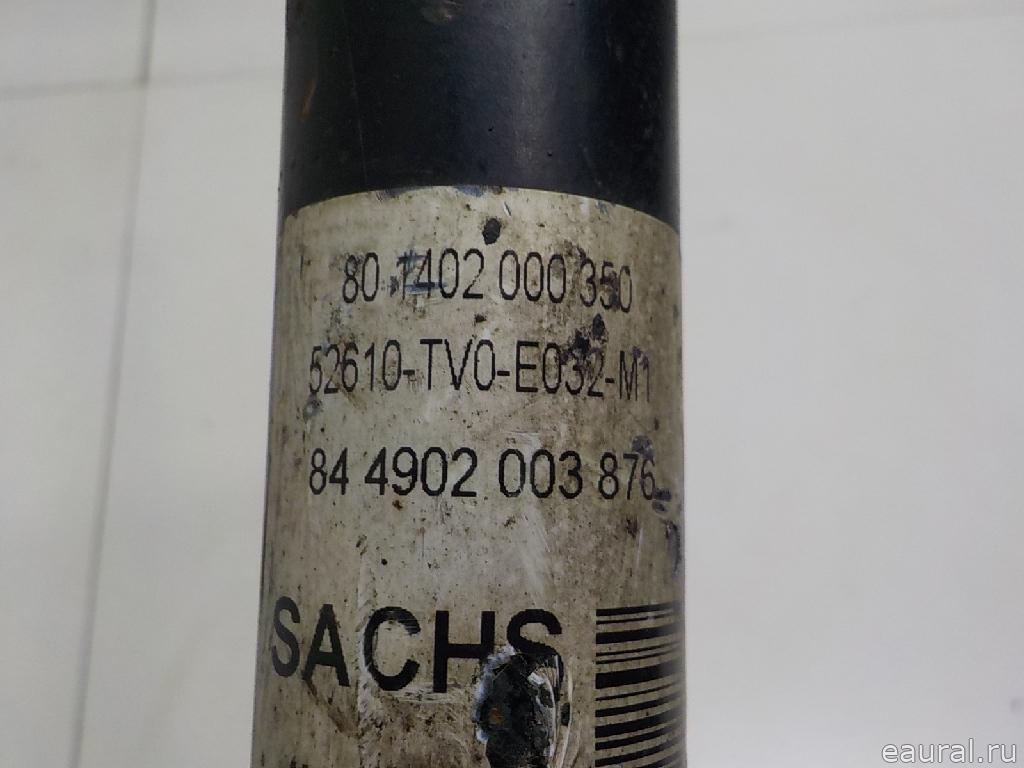 80 1402 000 350
52610-TV0-E032-M1
84 4902 003 876
SACHS
eaural.ru